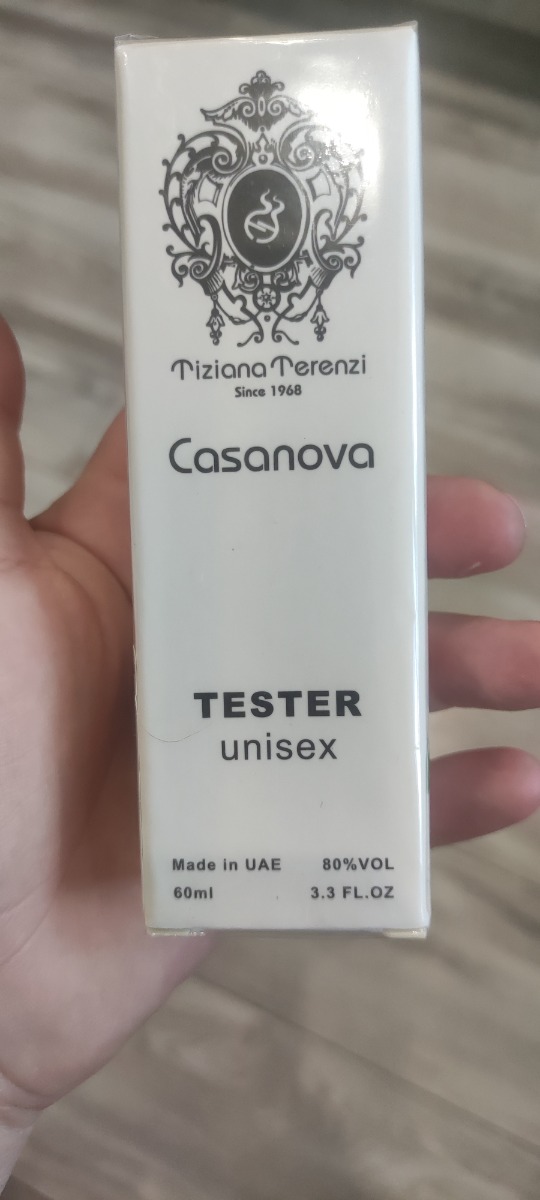 Tiziana Terenzi
Since 1968
Casanova
TESTER
unisex
Made in UAE 80%VOL
60ml 3.3 FL.OZ